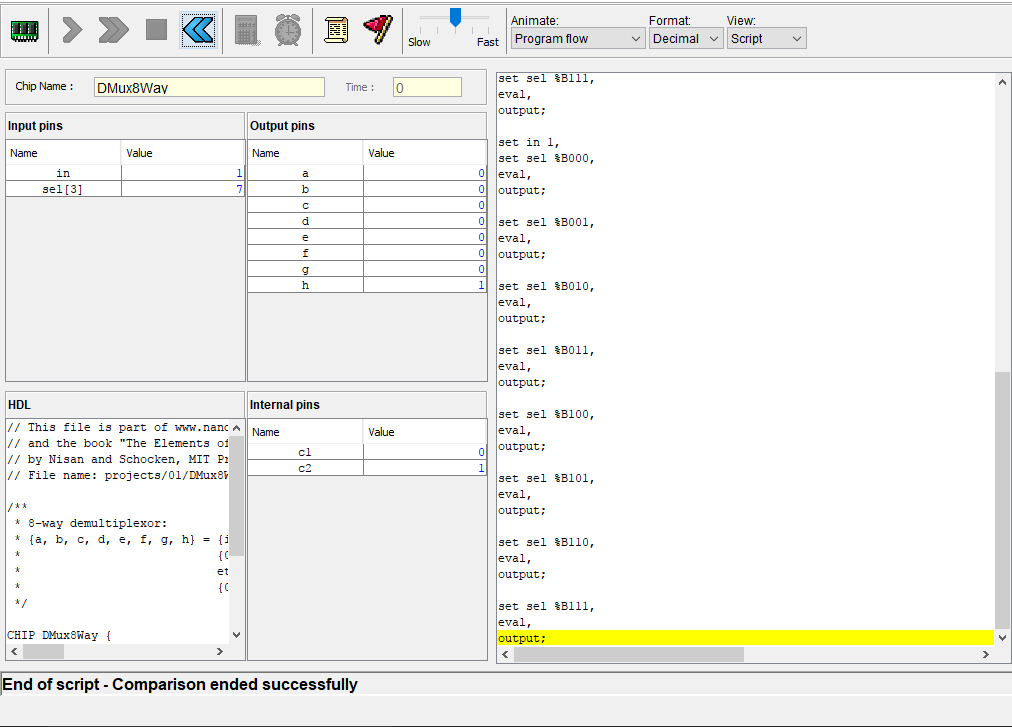 Slow
Fast
Animate:
Program flow
Format:
Decimal
View:
Script
Chip Name :
DMux8Way
Time :
0
Input pins
Name Value
in 1
sel[3] 7
Output pins
Name Value
a 0
b 0
c 0
d 0
e 0
f 0
g 0
h 1
HDL
// This file is part of www.nand
// and the book "The Elements of
// by Nisan and Schocken, MIT Pr
// File name: projects/01/DMux8W
/**
* 8-way demultiplexor:
* {a, b, c, d, e, f, g, h} = {i
* {0
* et
* {0
*/
CHIP DMux8Way {
Internal pins
Name Value
c1 0
c2 1
set sel %B111,
eval,
output;
set in 1,
set sel %B000,
eval,
output;
set sel %B001,
eval,
output;
set sel %B010,
eval,
output;
set sel %B011,
eval,
output;
set sel %B100,
eval,
output;
set sel %B101,
eval,
output;
set sel %B110,
eval,
output;
set sel %B111,
eval,
output;
End of script - Comparison ended successfully